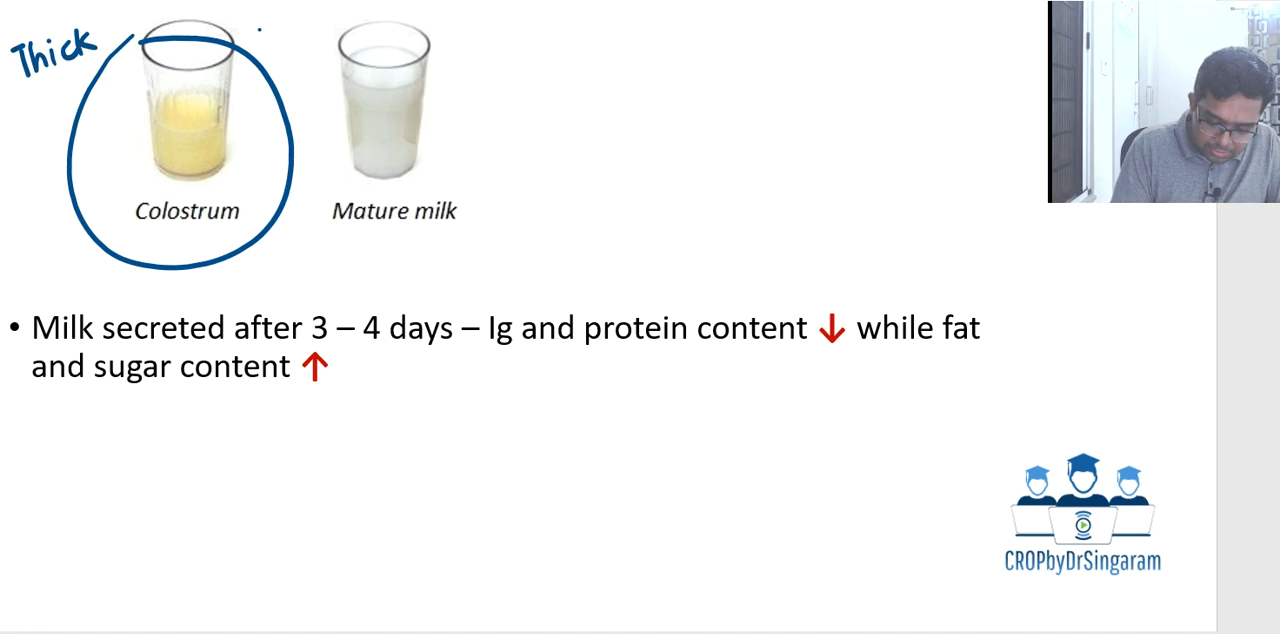 Thick
Colostrum
Mature milk
• Milk secreted after 3 – 4 days – Ig and protein content ↓ while fat
and sugar content ↑
CROPbyDrSingaram